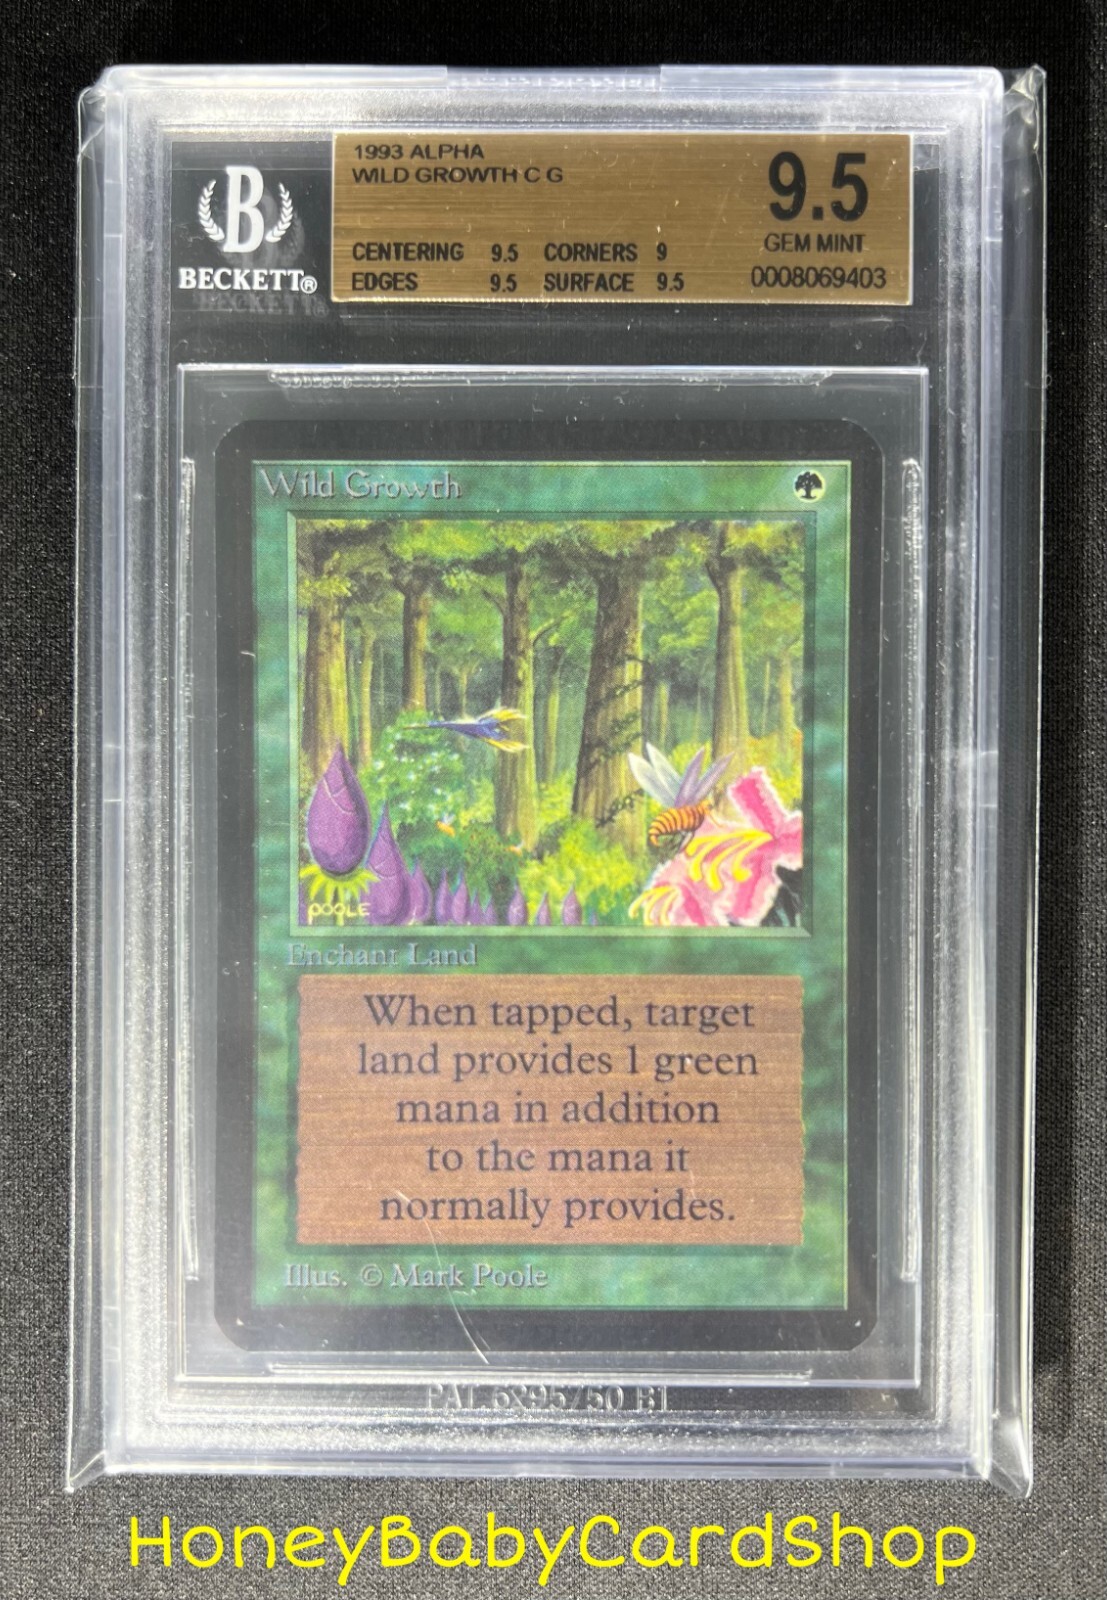 1993 ALPHA
WILD GROWTH C G
9.5
GEM MINT
0008069403
CENTERING 9.5 CORNERS 9
EDGES 9.5 SURFACE 9.5
B
BECKETT®
Wild Growth
POOLE
Enchant Land
When tapped, target
land provides 1 green
mana in addition
to the mana it
normally provides.
Illus. © Mark Poole
HoneyBabyCardShop